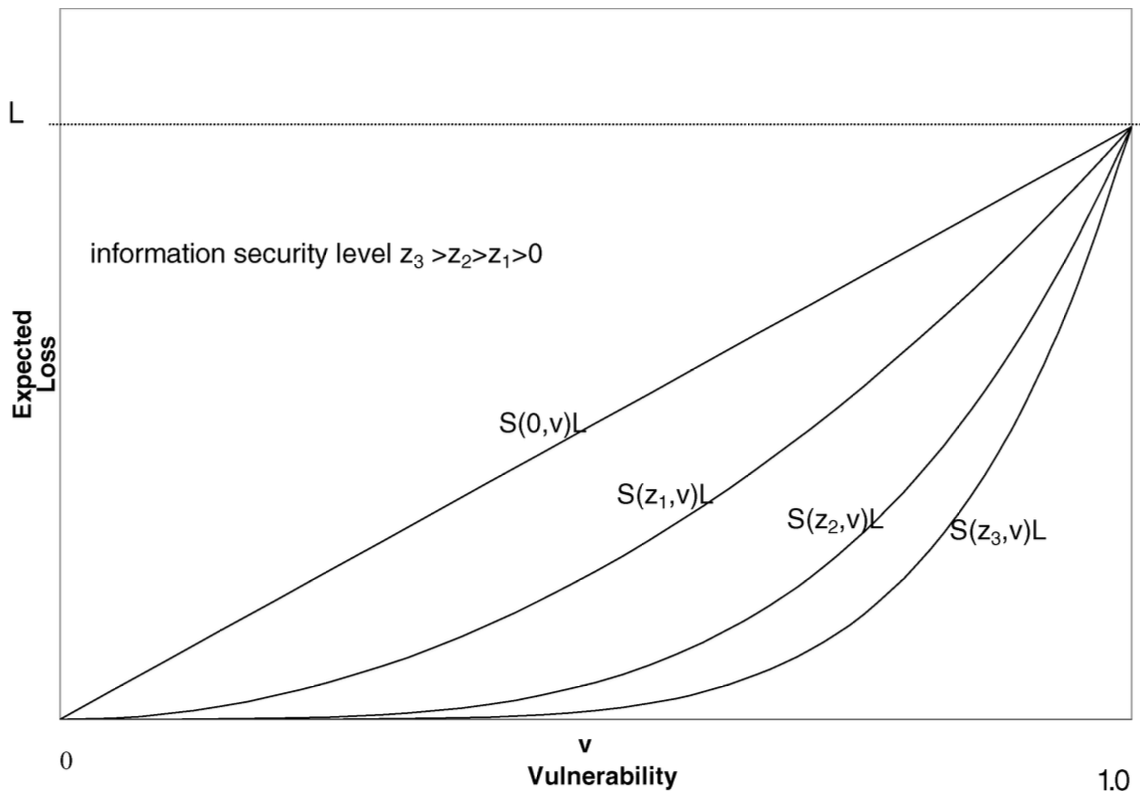 L
information security level z₃ >z₂>z₁>0
Expected
Loss
S(0,v)L
S(z₁,v)L
S(z₂,v)L
S(z₃,v)L
0
v
Vulnerability
1.0